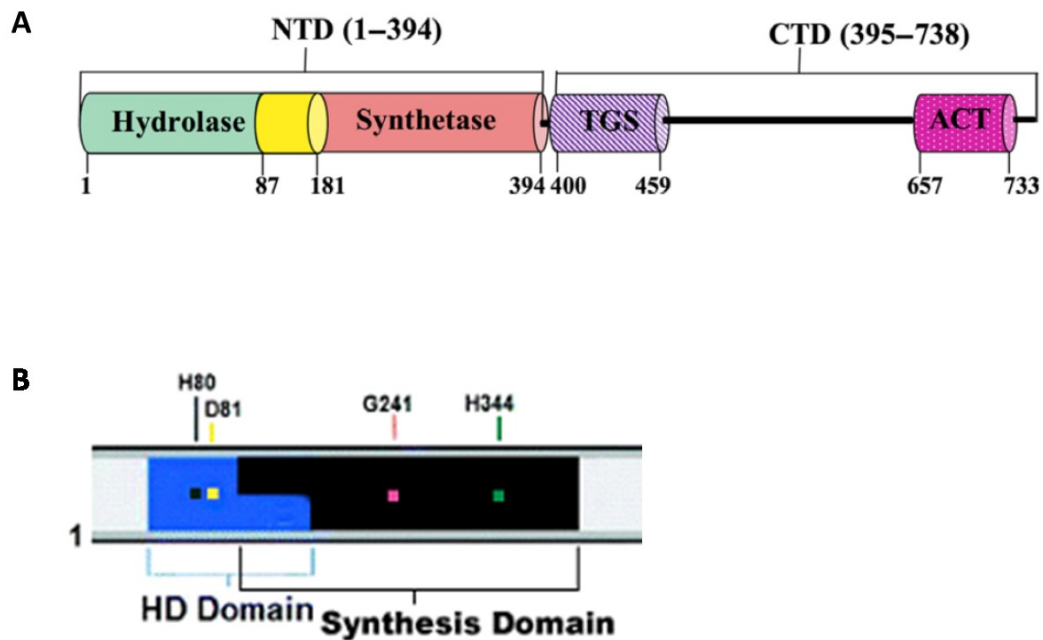 A
NTD (1–394)
CTD (395–738)
Hydrolase
Synthetase
TGS
ACT
1
87
181
394
400
459
657
733
B
H80
D81
G241
H344
1
HD Domain
Synthesis Domain